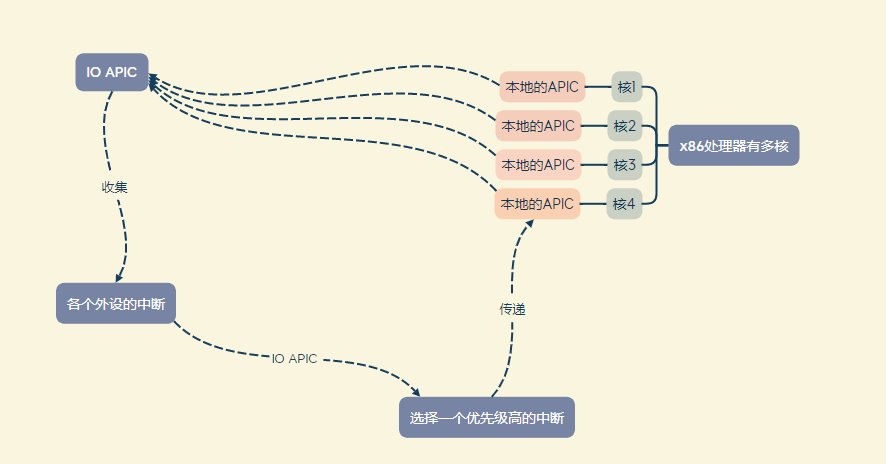 IO APIC
本地的APIC
核1
本地的APIC
核2
x86处理器有多核
本地的APIC
核3
收集
本地的APIC
核4
各个外设的中断
传递
IO APIC
选择一个优先级高的中断